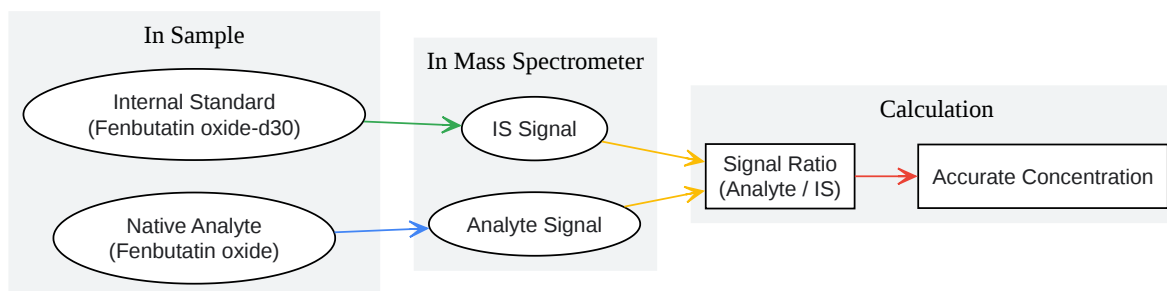 In Sample
Internal Standard
(Fenbutatin oxide-d30)
Native Analyte
(Fenbutatin oxide)
In Mass Spectrometer
IS Signal
Analyte Signal
Calculation
Signal Ratio
(Analyte / IS)
Accurate Concentration